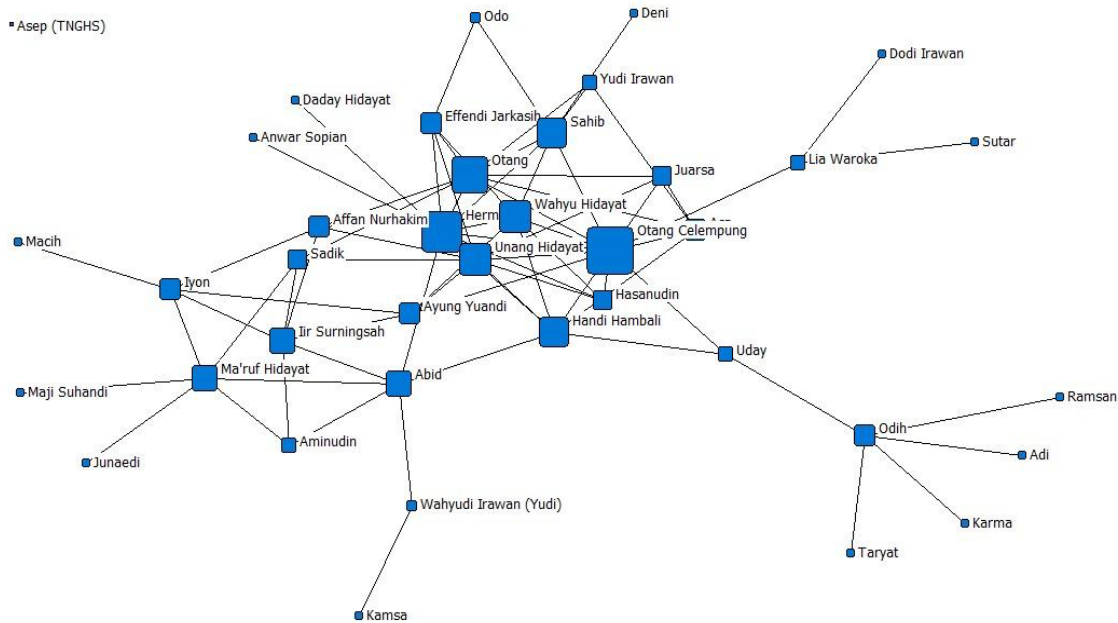 Odo
Deni
Asep (TNGHS)
Dodi Irawan
Yudi Irawan
Daday Hidayat
Effendi Jarkasih
Sahib
Anwar Sopian
Sutar
Otang
Lia Waroka
Juarsa
Wahyu Hidayat
Affan Nurhakim
Herm
Otang Celempung
Macih
Unang Hidayat
Sadik
Iyon
Hasanudin
Ayung Yuandi
Handi Hambali
Iir Surningsah
Uday
Ma'ruf Hidayat
Abid
Maji Suhandi
Ramsan
Odih
Aminudin
Adi
Junaedi
Wahyudi Irawan (Yudi)
Karma
Taryat
Kamsa